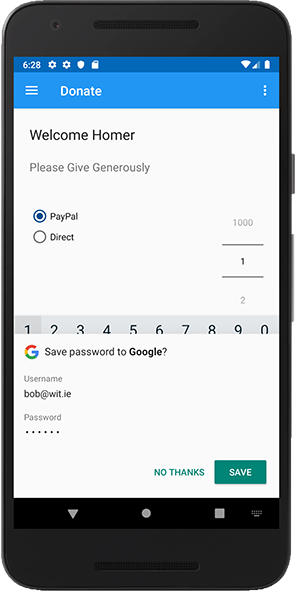 6:28
Donate
Welcome Homer
Please Give Generously
PayPal
Direct
1000
1
2
1 2 3 4 5 6 7 8 9 0
G Save password to Google?
Username
bob@wit.ie
Password
••••••
NO THANKS SAVE